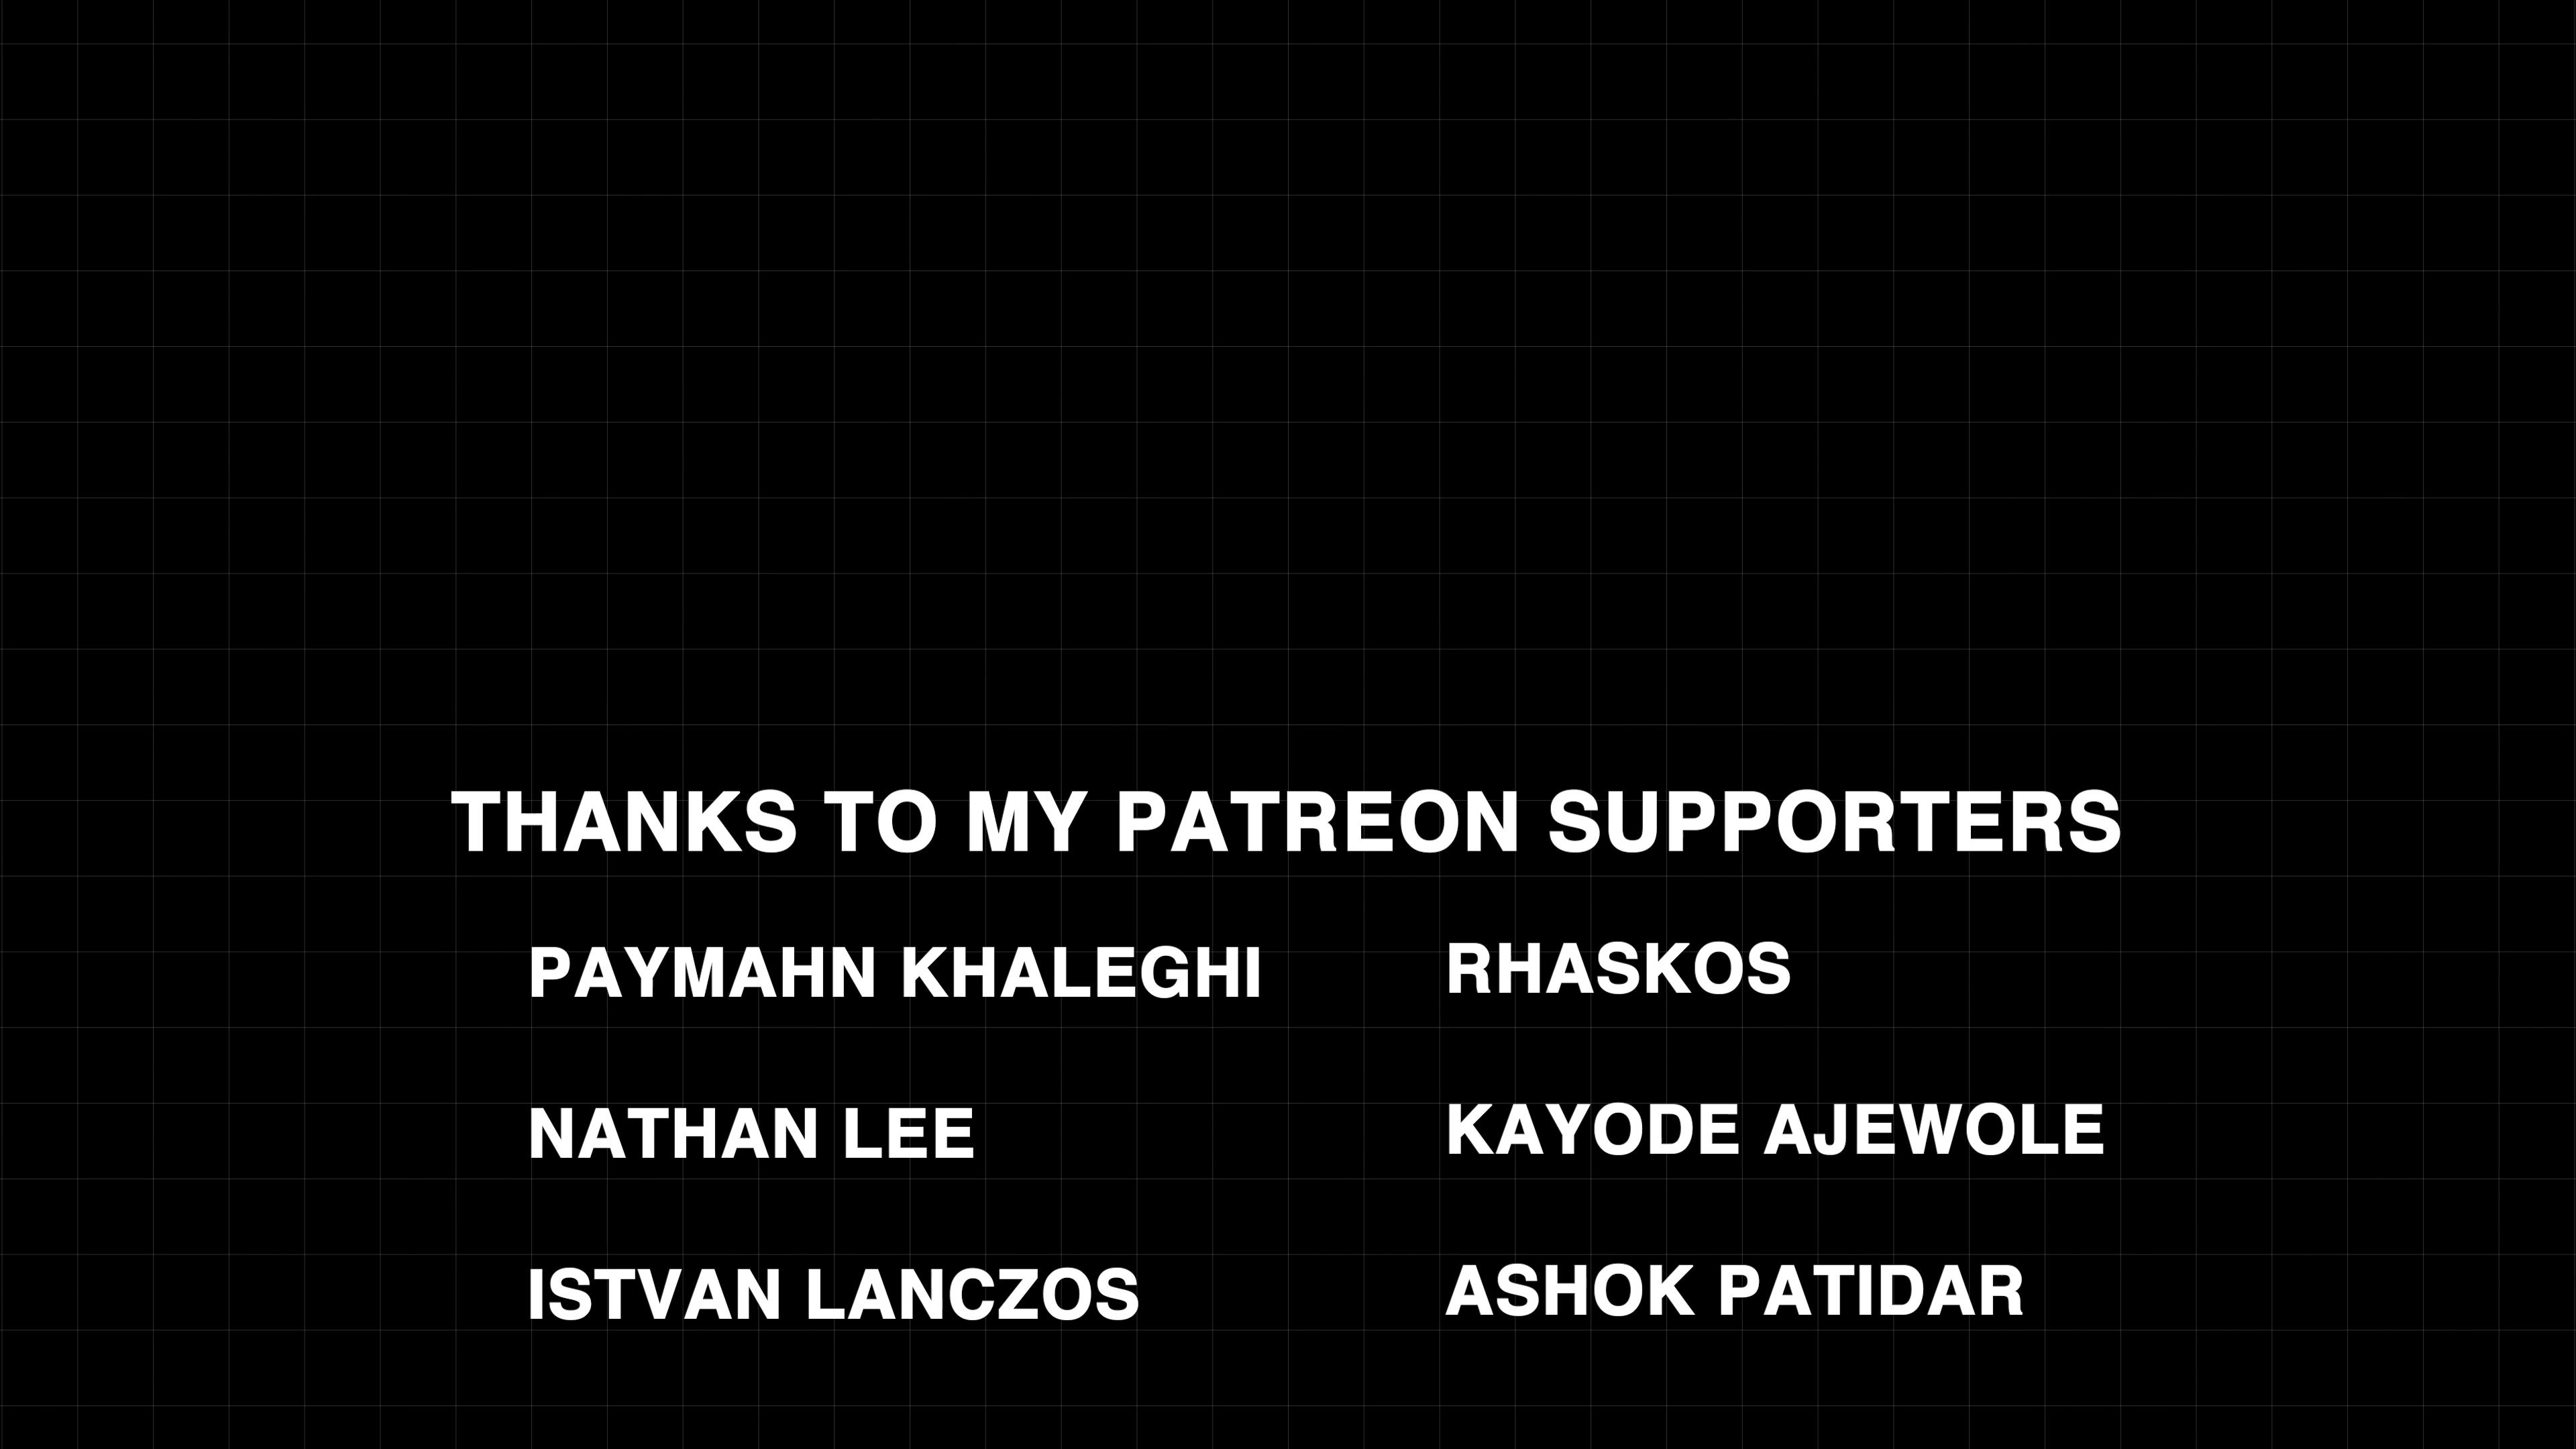 THANKS TO MY PATREON SUPPORTERS
PAYMAHN KHALEGHI
RHASKOS
NATHAN LEE
KAYODE AJEWOLE
ISTVAN LANCZOS
ASHOK PATIDAR